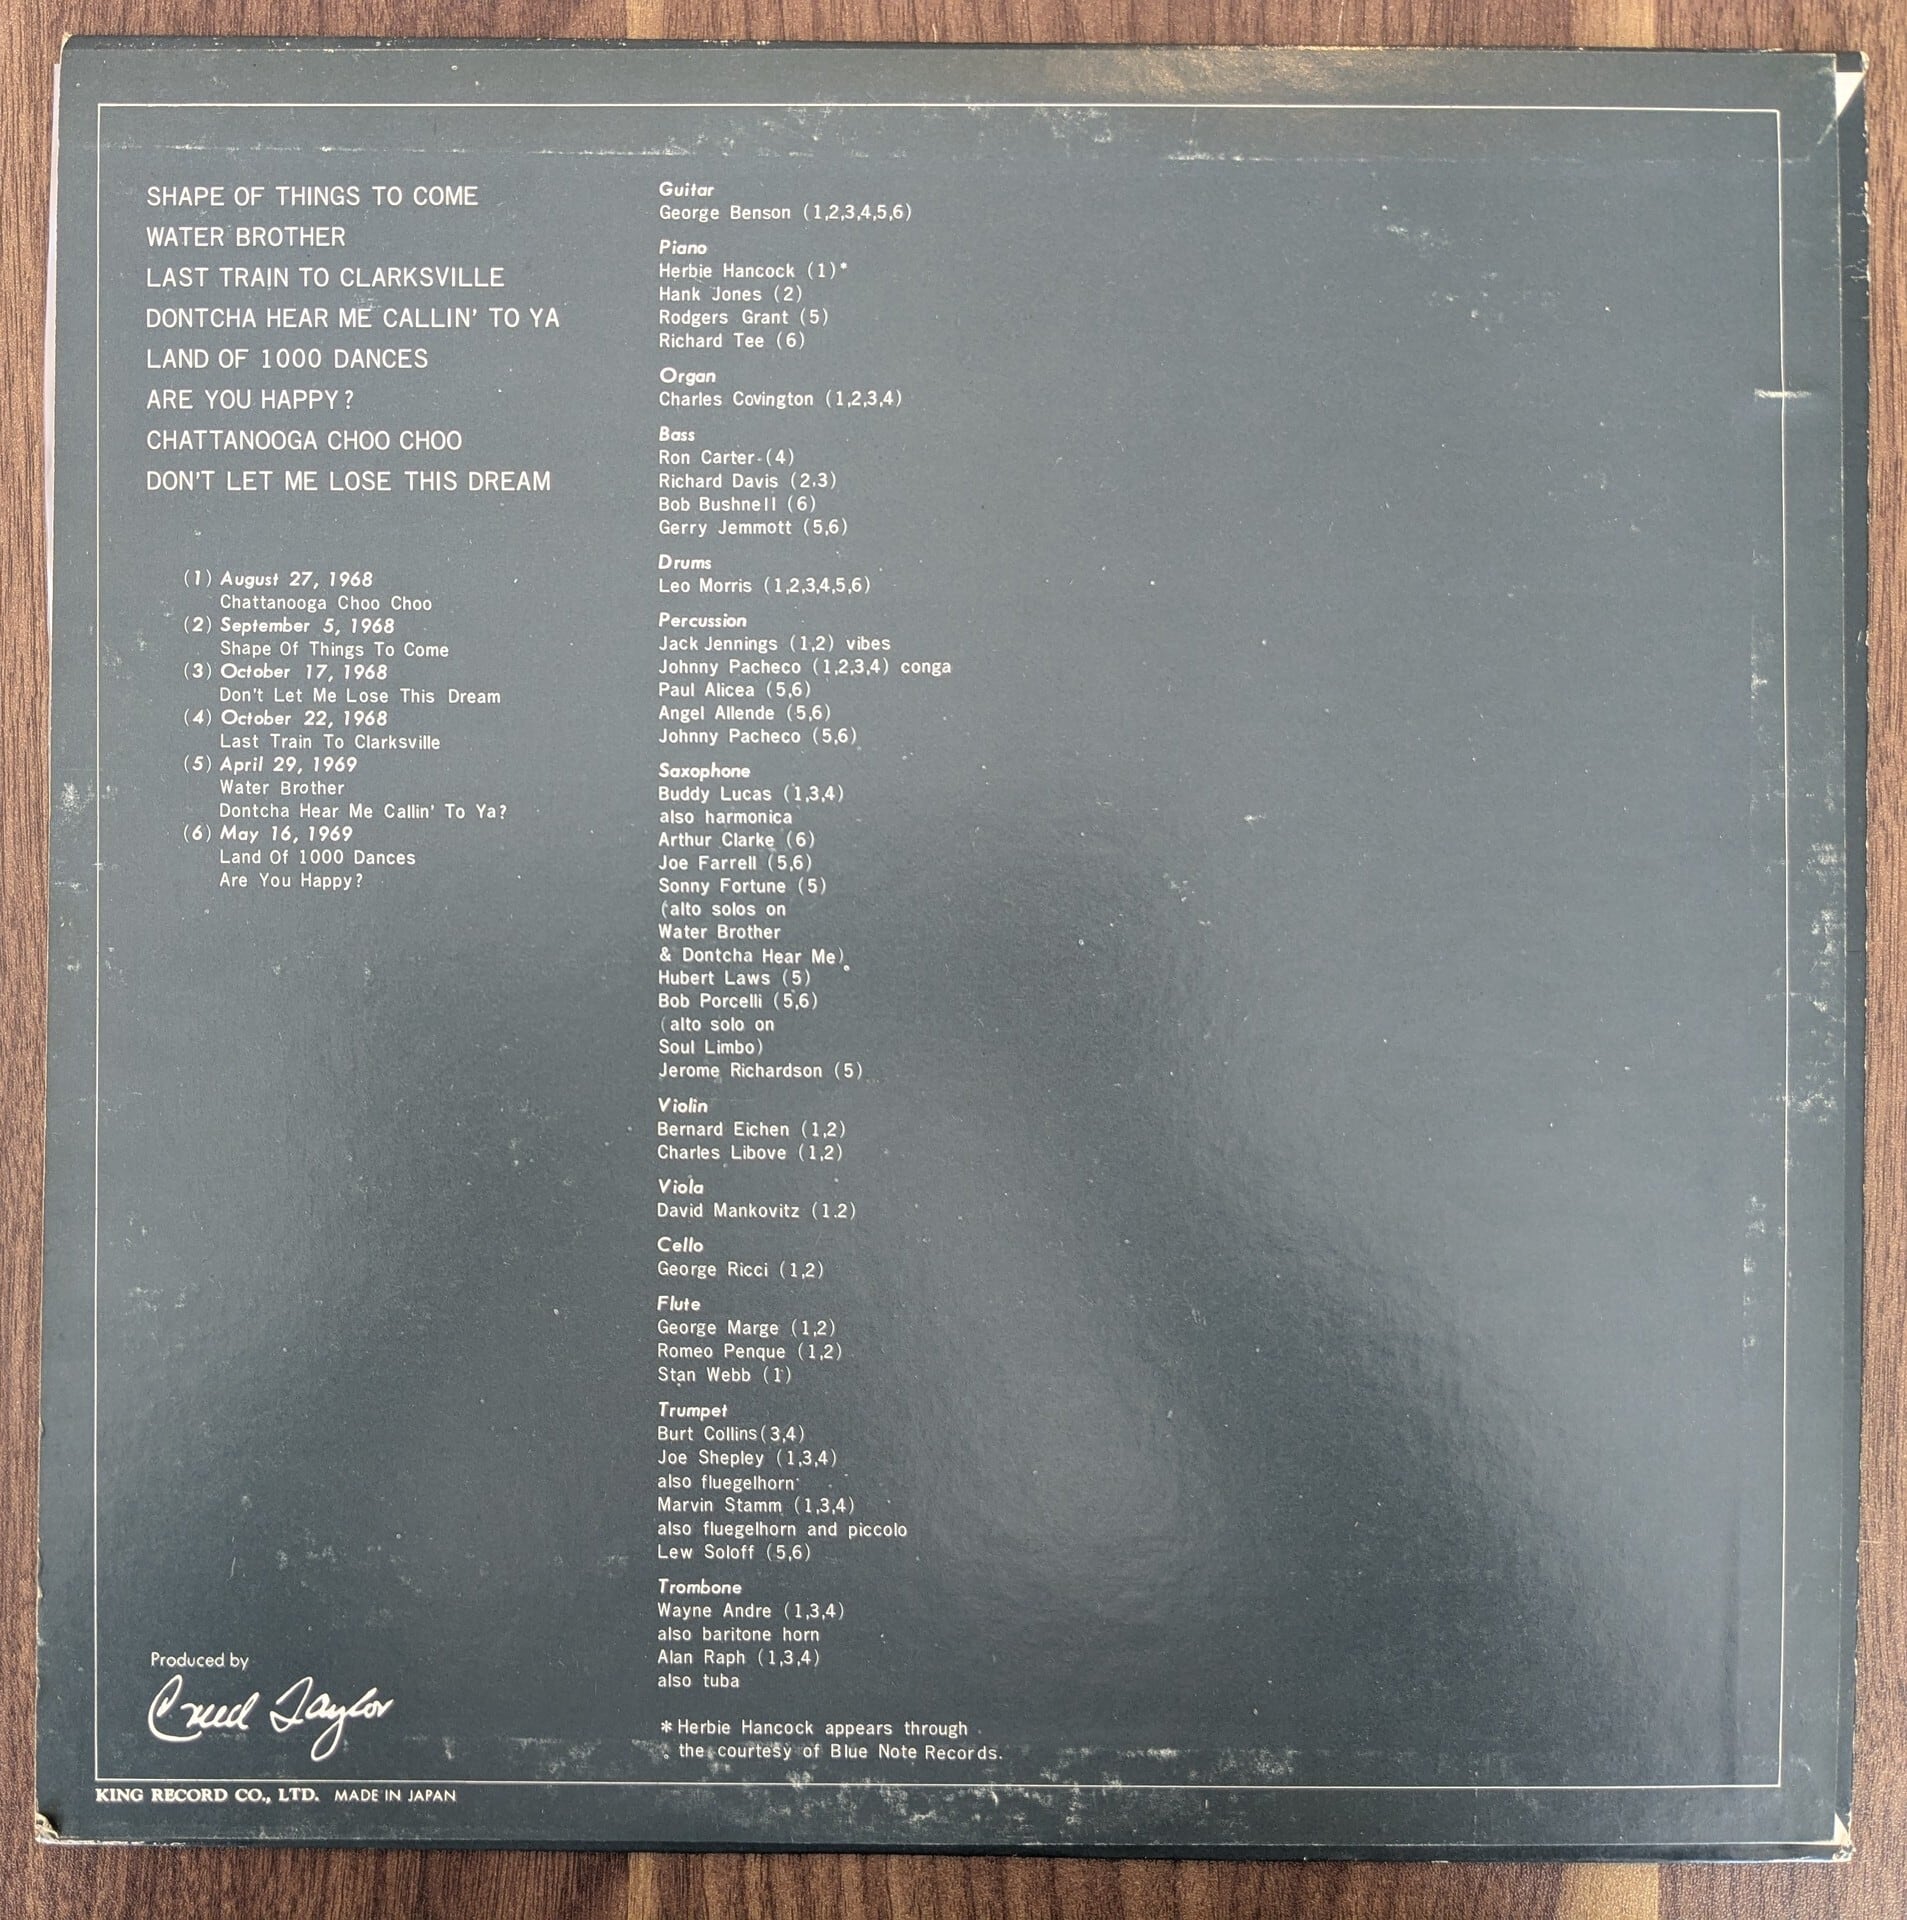 SHAPE OF THINGS TO COME
WATER BROTHER
LAST TRAIN TO CLARKSVILLE
DONTCHA HEAR ME CALLIN' TO YA
LAND OF 1000 DANCES
ARE YOU HAPPY?
CHATTANOOGA CHOO CHOO
DON'T LET ME LOSE THIS DREAM
(1) August 27, 1968
Chattanooga Choo Choo
(2) September 5, 1968
Shape Of Things To Come
(3) October 17, 1968
Don't Let Me Lose This Dream
(4) October 22, 1968
Last Train To Clarksville
(5) April 29, 1969
Water Brother
Dontcha Hear Me Callin' To Ya?
(6) May 16, 1969
Land Of 1000 Dances
Are You Happy?
Produced by
Creed Taylor
Guitar
George Benson (1,2,3,4,5,6)
Piano
Herbie Hancock (1)*
Hank Jones (2)
Rodgers Grant (5)
Richard Tee (6)
Organ
Charles Covington (1,2,3,4)
Bass
Ron Carter (4)
Richard Davis (2.3)
Bob Bushnell (6)
Gerry Jemmott (5,6)
Drums
Leo Morris (1,2,3,4,5,6)
Percussion
Jack Jennings (1,2) vibes
Johnny Pacheco (1,2,3,4) conga
Paul Alicea (5,6)
Angel Allende (5,6)
Johnny Pacheco (5,6)
Saxophone
Buddy Lucas (1,3,4)
also harmonica
Arthur Clarke (6)
Joe Farrell (5,6)
Sonny Fortune (5)
(alto solos on
Water Brother
& Dontcha Hear Me)
Hubert Laws (5)
Bob Porcelli (5,6)
(alto solo on
Soul Limbo)
Jerome Richardson (5)
Violin
Bernard Eichen (1,2)
Charles Libove (1,2)
Viola
David Mankovitz (1.2)
Cello
George Ricci (1,2)
Flute
George Marge (1,2)
Romeo Penque (1,2)
Stan Webb (1)
Trumpet
Burt Collins(3,4)
Joe Shepley (1,3,4)
also fluegelhorn
Marvin Stamm (1,3,4)
also fluegelhorn and piccolo
Lew Soloff (5,6)
Trombone
Wayne Andre (1,3,4)
also baritone horn
Alan Raph (1,3,4)
also tuba
* Herbie Hancock appears through
the courtesy of Blue Note Records.
KING RECORD CO., LTD. MADE IN JAPAN